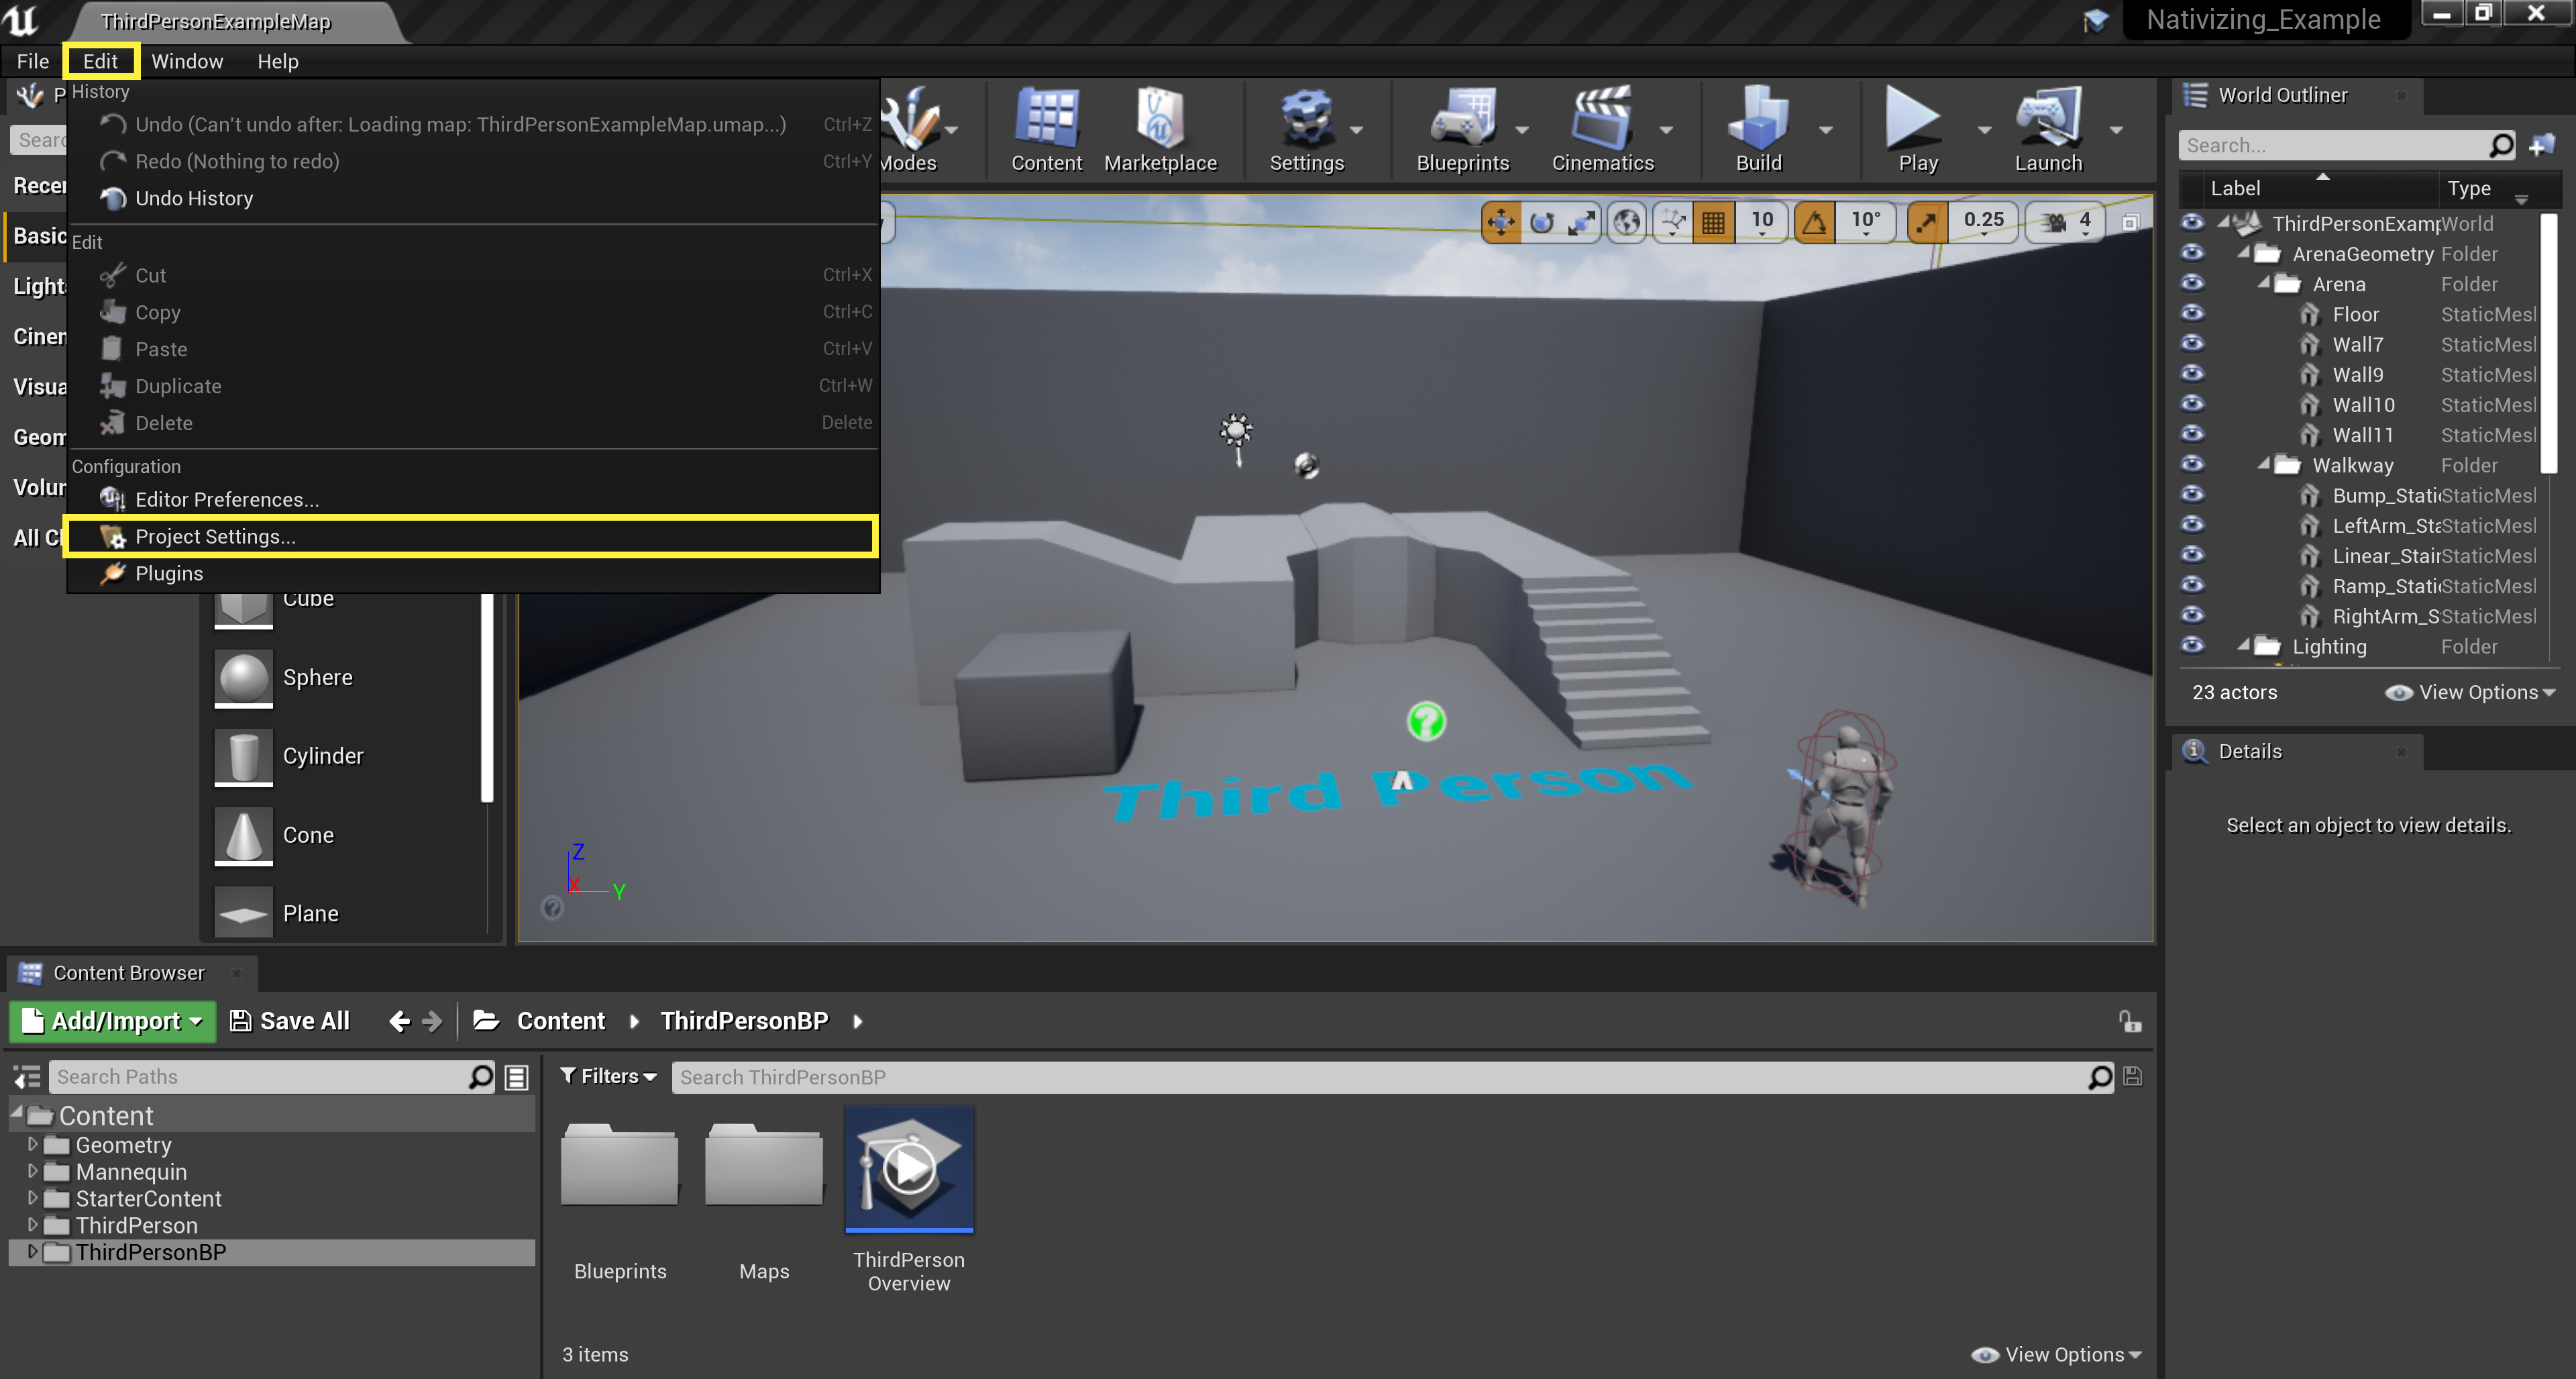 ThirdPersonExampleMap
Nativizing_Example
File Edit Window Help
History
Undo (Can't undo after: Loading map: ThirdPersonExampleMap.umap...) Ctrl+Z
Redo (Nothing to redo) Ctrl+Y
Undo History
Edit
Cut Ctrl+X
Copy Ctrl+C
Paste Ctrl+V
Duplicate Ctrl+W
Delete Delete
Configuration
Editor Preferences...
Project Settings...
Plugins
P
Searc
Recer
Basic
Light
Cinen
Visua
Geom
Volur
All Cl
Cube
Sphere
Cylinder
Cone
Plane
Modes
Content
Marketplace
Settings
Blueprints
Cinematics
Build
Play
Launch
10 10° 0.25 4
Third Person
Z
X Y
World Outliner
Search...
Label Type
ThirdPersonExamp World
ArenaGeometry Folder
Arena Folder
Floor StaticMesl
Wall7 StaticMesl
Wall9 StaticMesl
Wall10 StaticMesl
Wall11 StaticMesl
Walkway Folder
Bump_Stati StaticMesl
LeftArm_Sta StaticMesl
Linear_Stair StaticMesl
Ramp_Stati StaticMesl
RightArm_S StaticMesl
Lighting Folder
23 actors View Options
Details
Select an object to view details.
Content Browser
Add/Import Save All Content ThirdPersonBP
Search Paths
Content
Geometry
Mannequin
StarterContent
ThirdPerson
ThirdPersonBP
Filters Search ThirdPersonBP
Blueprints
Maps
ThirdPerson
Overview
3 items View Options